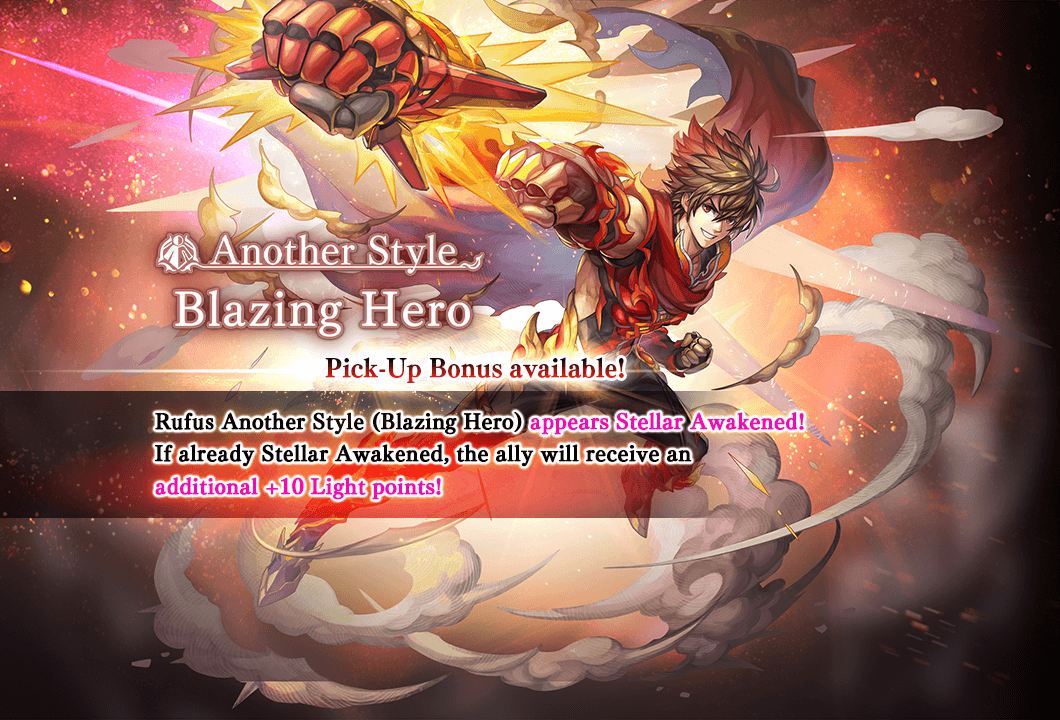 Another Style
Blazing Hero
Pick-Up Bonus available!
Rufus Another Style (Blazing Hero) appears Stellar Awakened!
If already Stellar Awakened, the ally will receive an
additional +10 Light points!